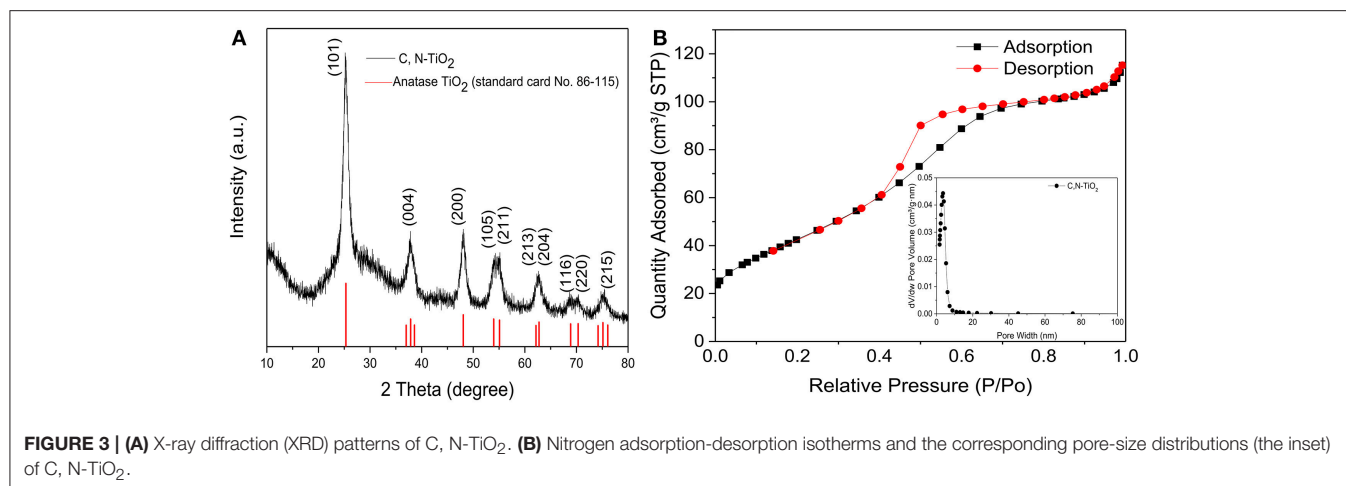 A
C, N-TiO₂
Anatase TiO₂ (standard card No. 86-115)
(101)
(004)
(200)
(105)
(211)
(213)
(204)
(116)
(220)
(215)
Intensity (a.u.)
10 20 30 40 50 60 70 80
2 Theta (degree)
B
Adsorption
Desorption
Quantity Adsorbed (cm³/g STP)
120
100
80
60
40
20
0
0.0 0.2 0.4 0.6 0.8 1.0
Relative Pressure (P/Po)
C,N-TiO₂
dV/dw Pore Volume (cm³/g·nm)
0.05
0.04
0.03
0.02
0.01
0.00
0 20 40 60 80 100
Pore Width (nm)
FIGURE 3 | (A) X-ray diffraction (XRD) patterns of C, N-TiO₂. (B) Nitrogen adsorption-desorption isotherms and the corresponding pore-size distributions (the inset)
of C, N-TiO₂.